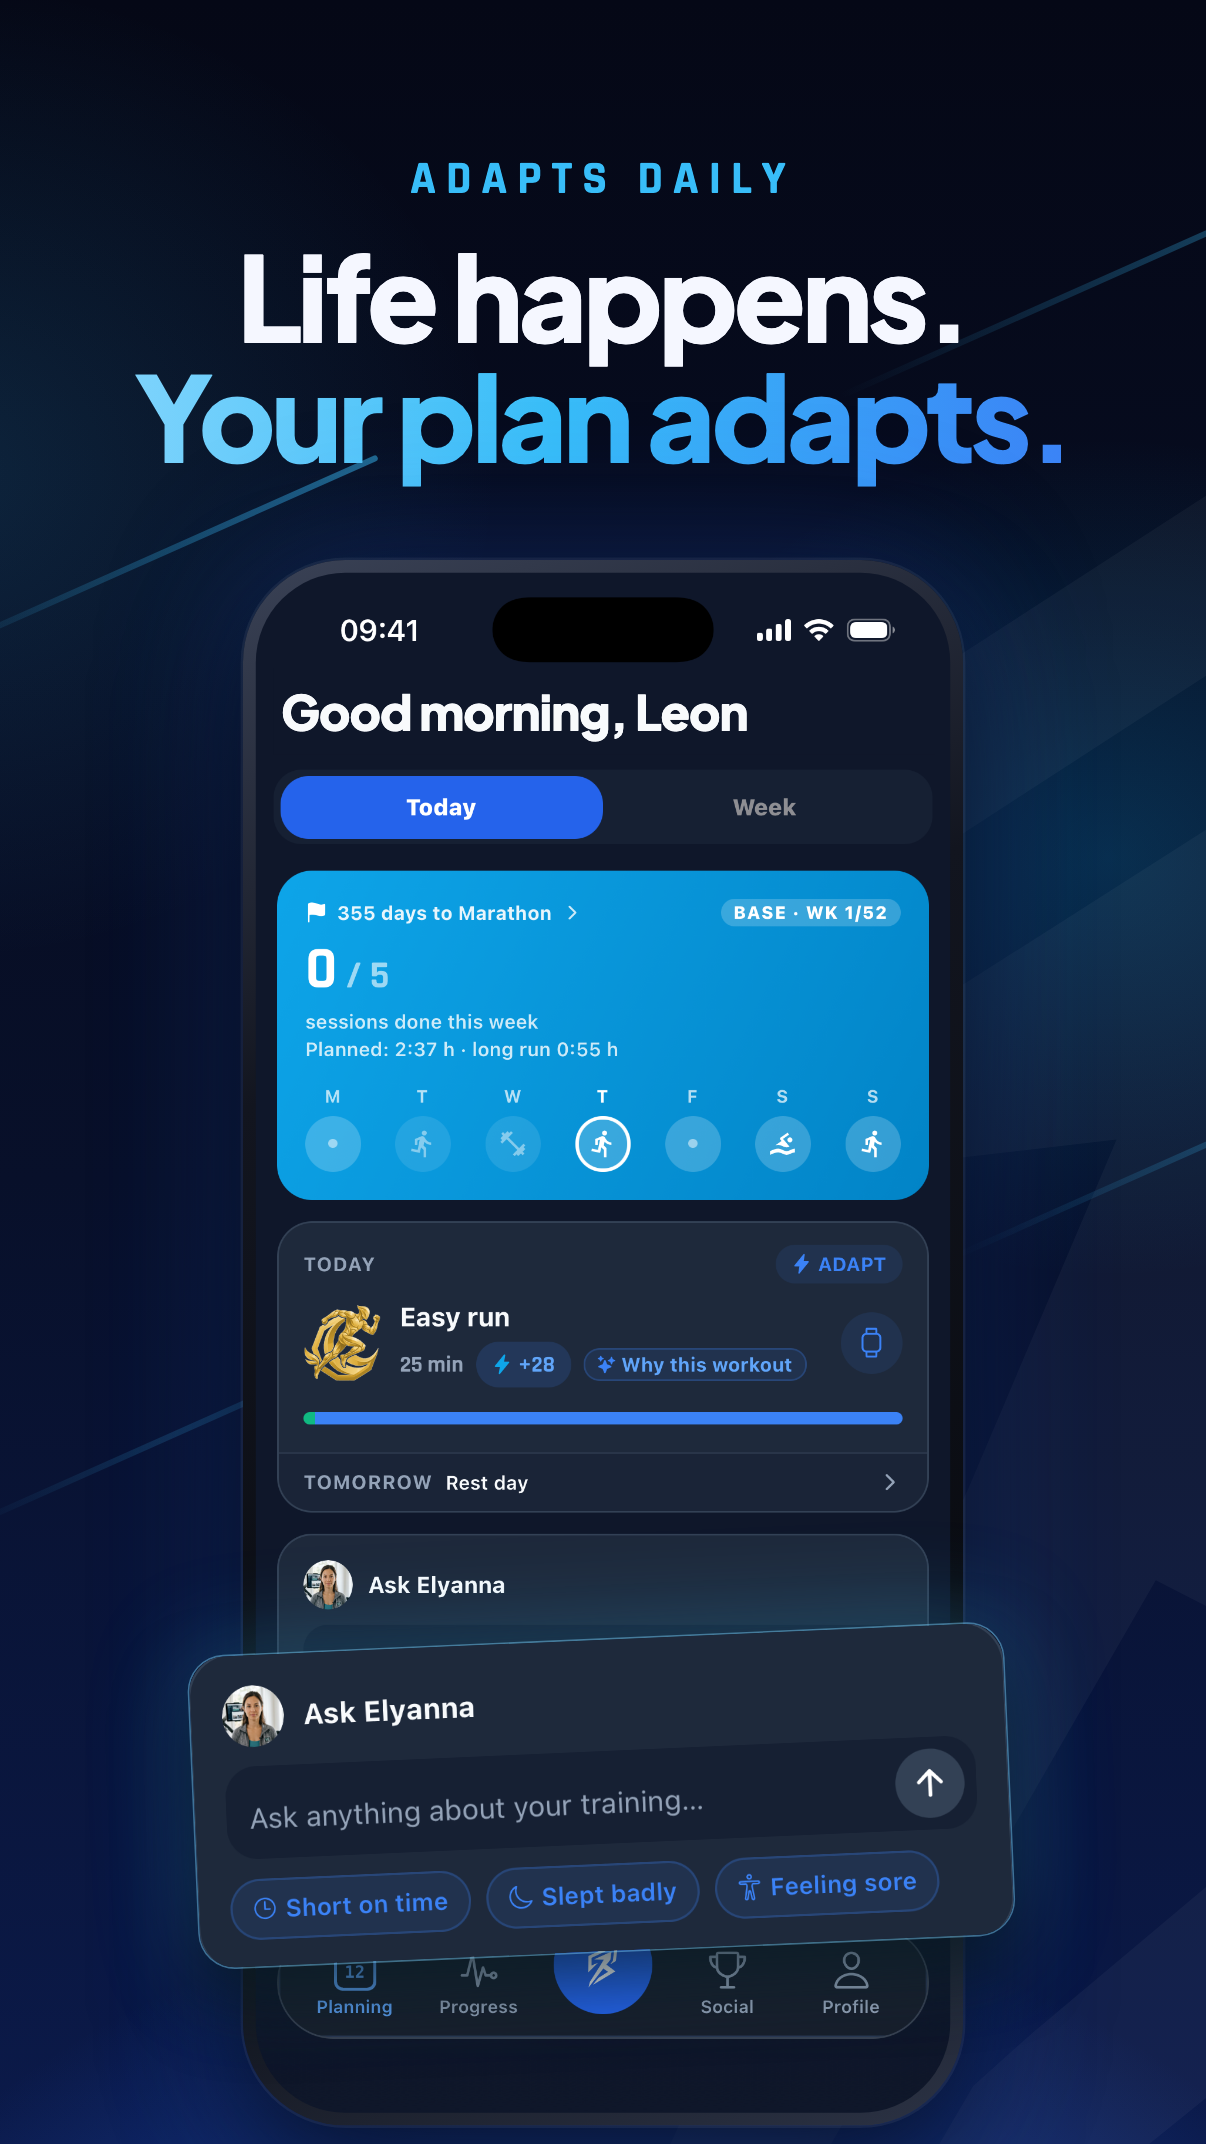 ADAPTS DAILY
Life happens.
Your plan adapts.
09:41
Good morning, Leon
Today Week
355 days to Marathon BASE · WK 1/52
0 / 5
sessions done this week
Planned: 2:37 h · long run 0:55 h
M T W T F S S
TODAY ADAPT
Easy run
25 min +28 Why this workout
TOMORROW Rest day
Ask Elyanna
Ask Elyanna
Ask anything about your training...
Short on time Slept badly Feeling sore
12
Planning Progress Social Profile